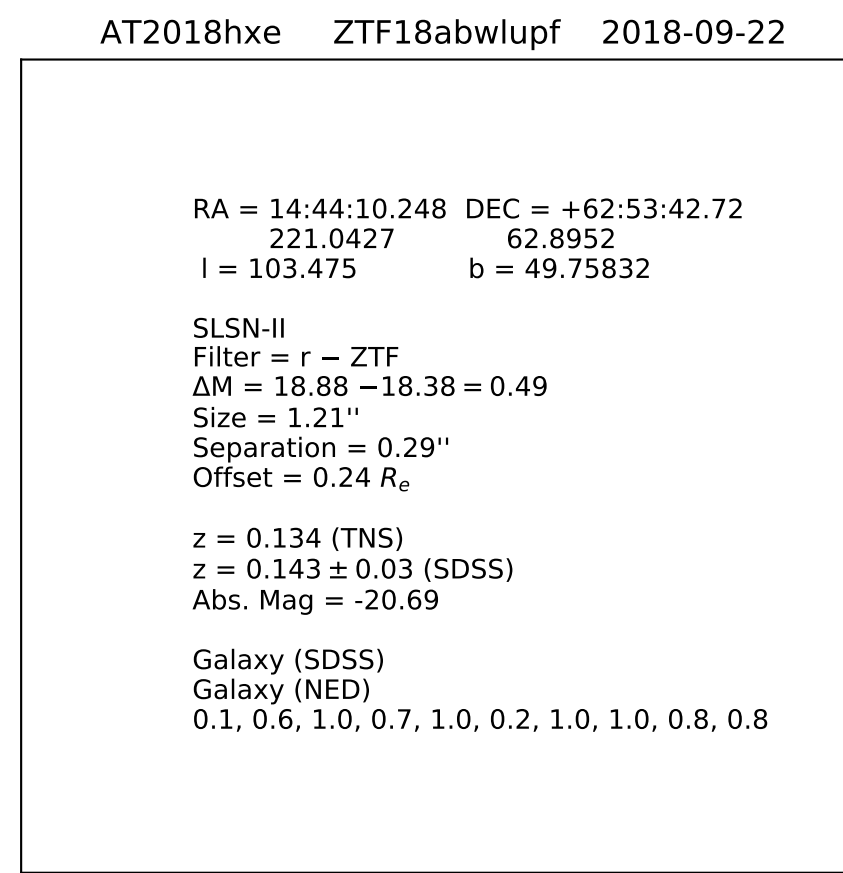 AT2018hxe ZTF18abwlupf 2018-09-22
RA = 14:44:10.248 DEC = +62:53:42.72
221.0427 62.8952
l = 103.475 b = 49.75832
SLSN-II
Filter = r − ZTF
ΔM = 18.88 −18.38 = 0.49
Size = 1.21''
Separation = 0.29''
Offset = 0.24 Rₑ
z = 0.134 (TNS)
z = 0.143 ± 0.03 (SDSS)
Abs. Mag = -20.69
Galaxy (SDSS)
Galaxy (NED)
0.1, 0.6, 1.0, 0.7, 1.0, 0.2, 1.0, 1.0, 0.8, 0.8